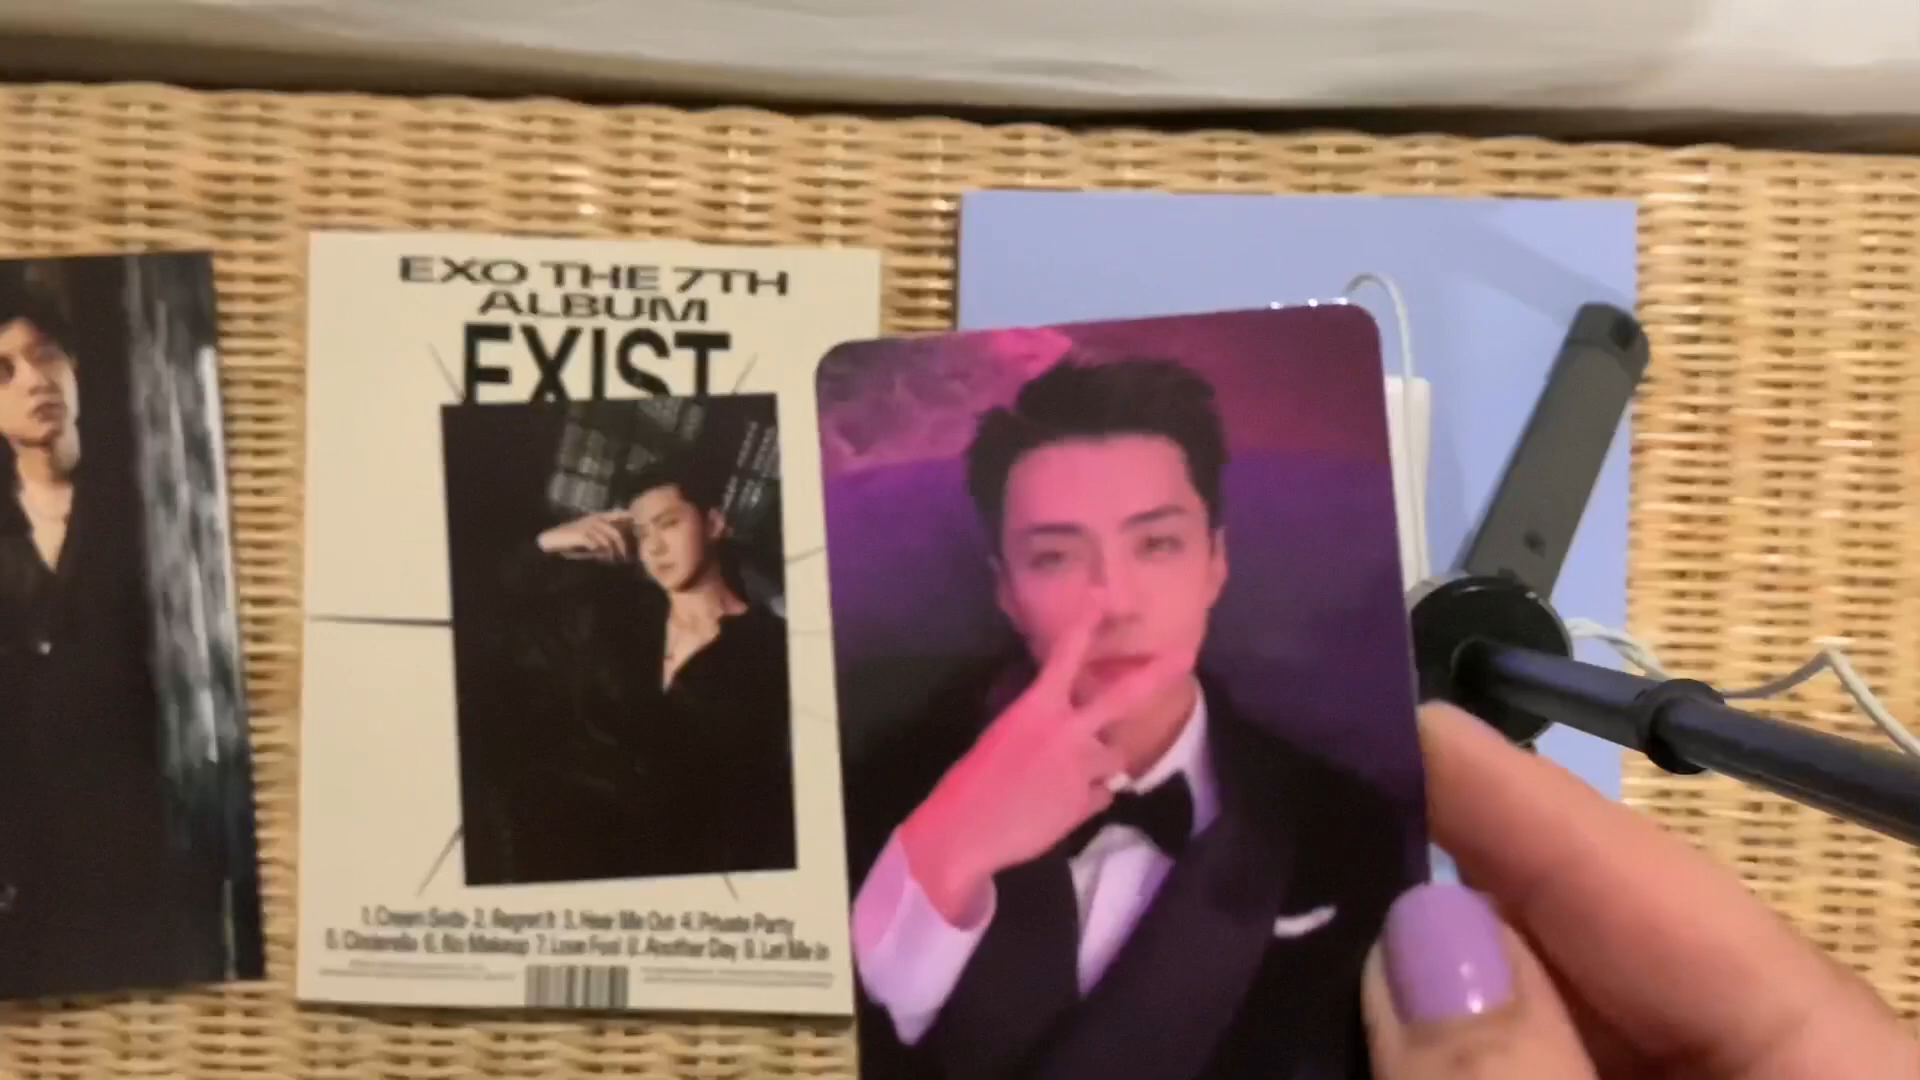 EXO THE 7TH
ALBUM
EXIST
1. Cream Soda 2. Regret It 3. Hear Me Out 4. Private Party
5. Cinderella 6. No Makeup 7. Love Fool 8. Another Day 9. Let Me In